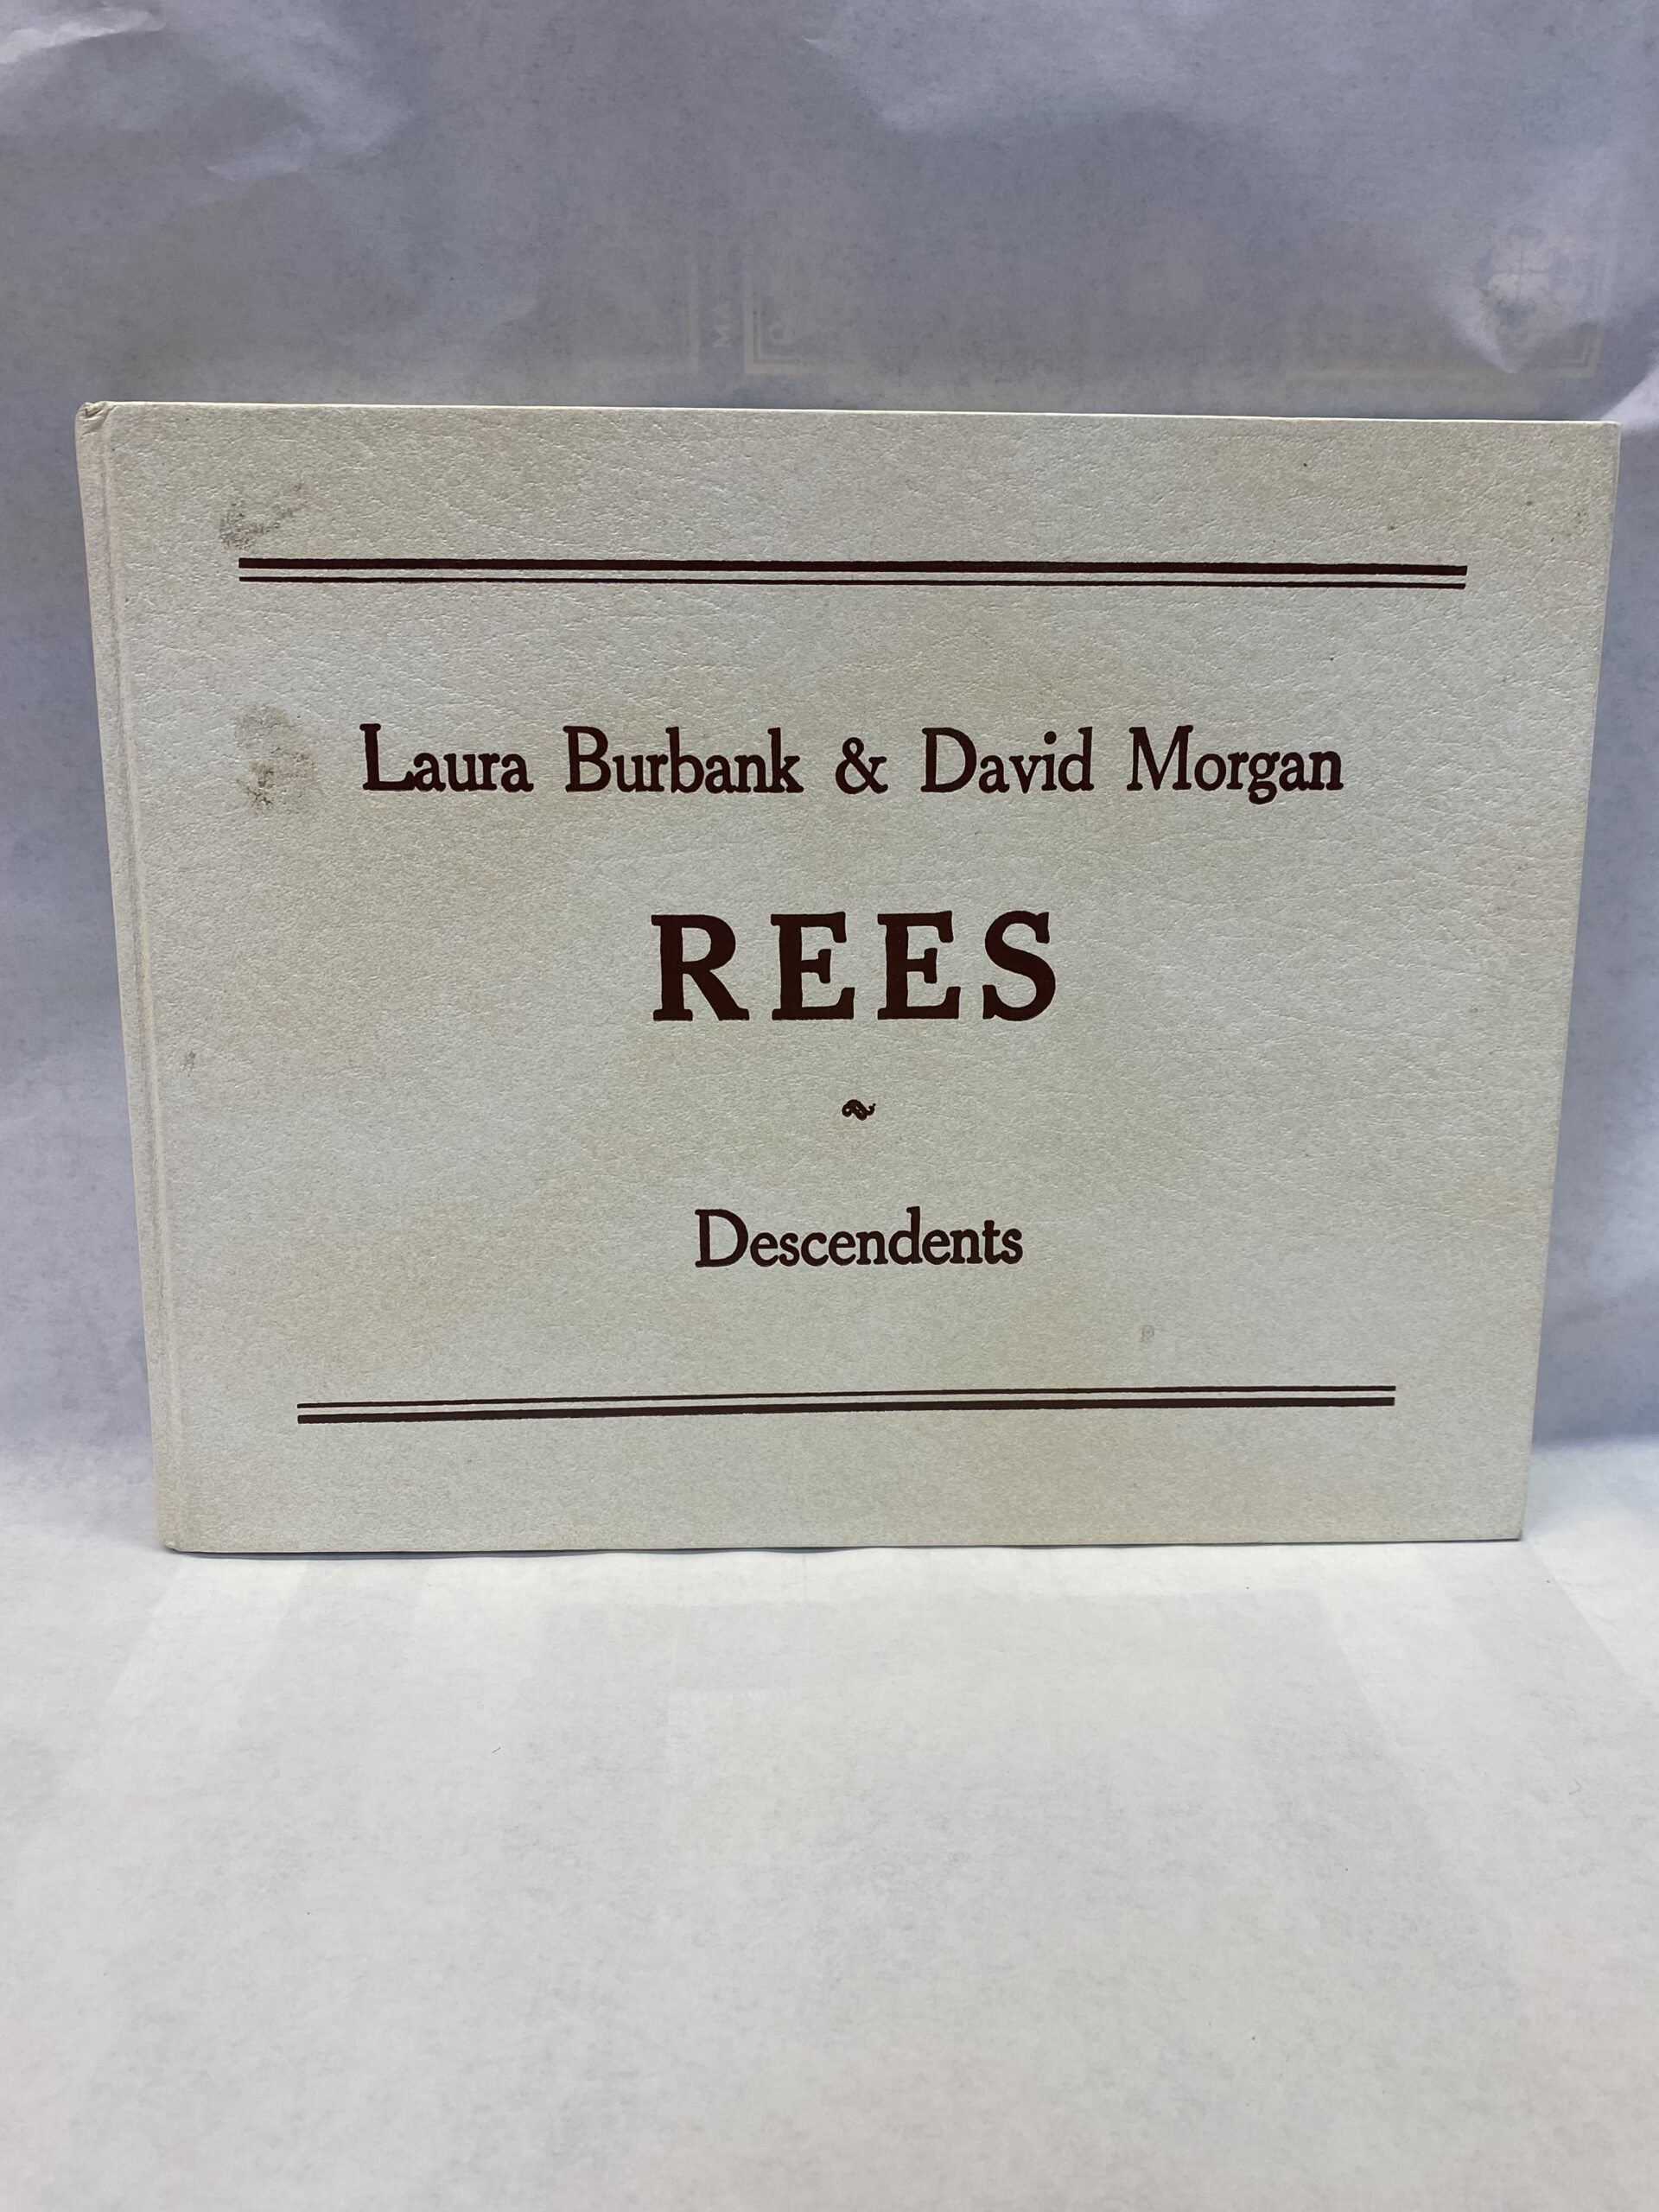 Laura Burbank & David Morgan
REES
Descendents